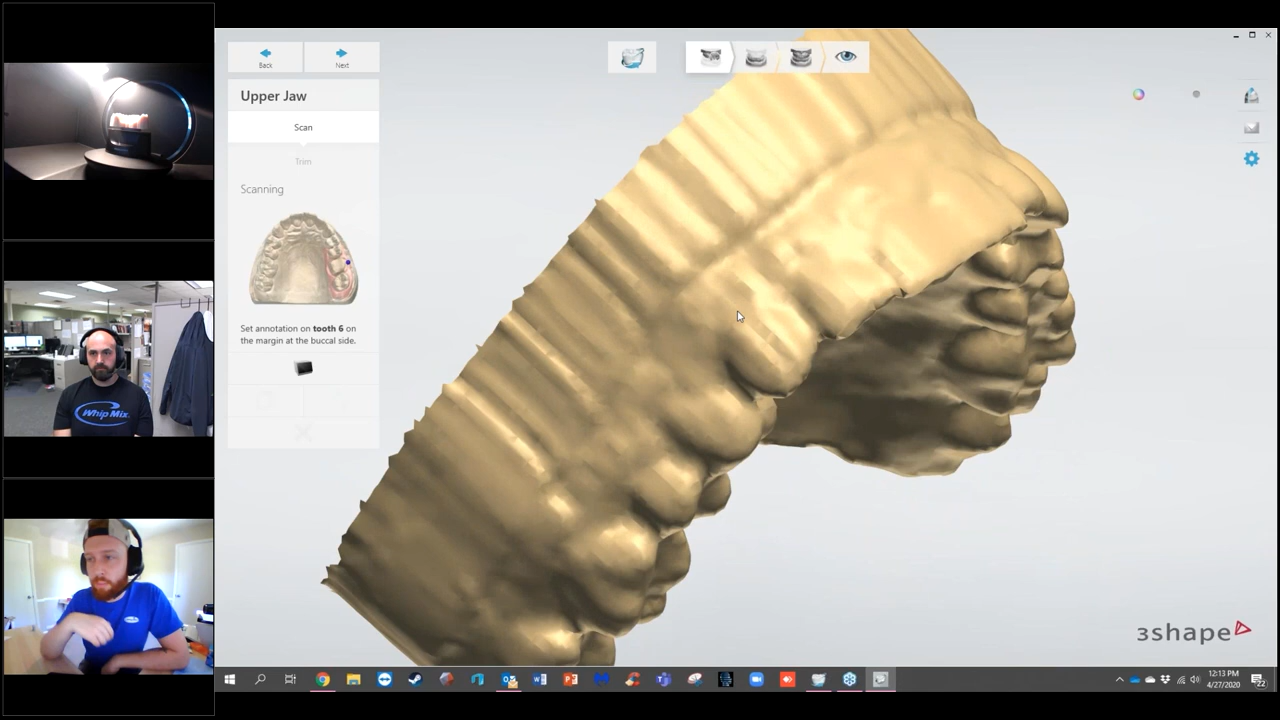 Back
Next
Upper Jaw
Scan
Trim
Scanning
Set annotation on tooth 6 on
the margin at the buccal side.
Whip Mix
3shape
12:13 PM
4/27/2020
22